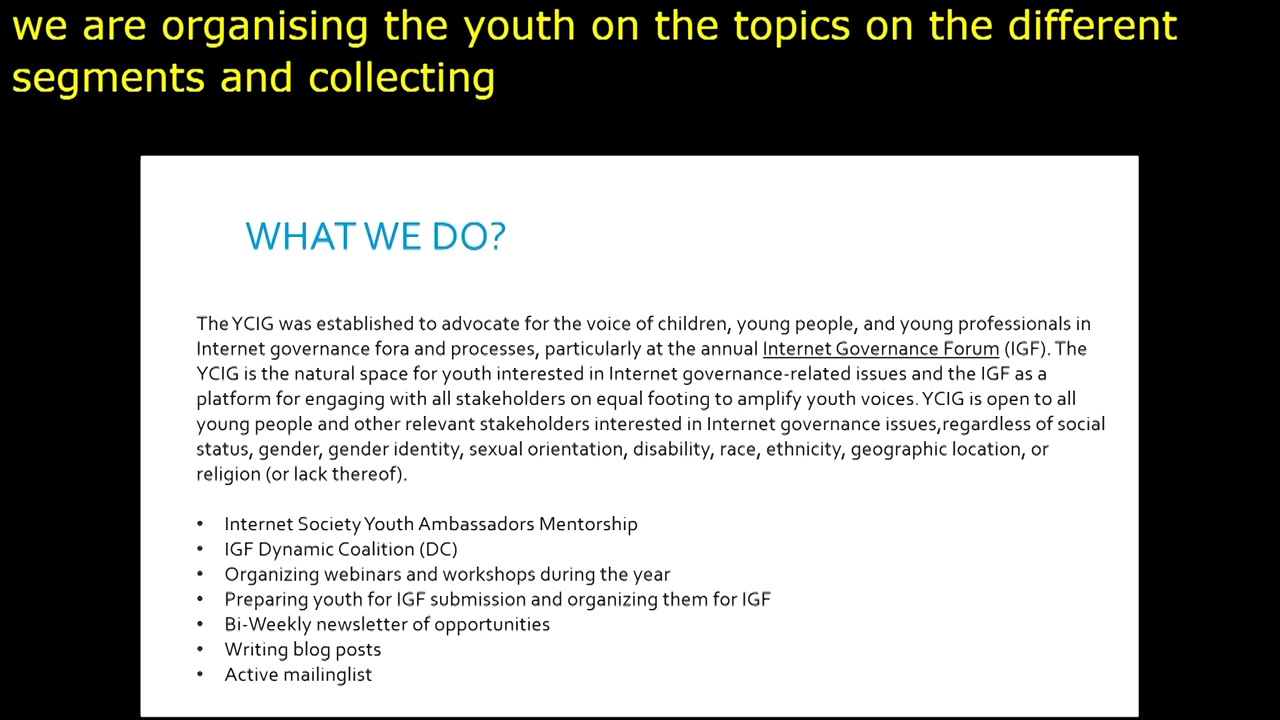 we are organising the youth on the topics on the different
segments and collecting
WHAT WE DO?
The YCIG was established to advocate for the voice of children, young people, and young professionals in
Internet governance fora and processes, particularly at the annual Internet Governance Forum (IGF). The
YCIG is the natural space for youth interested in Internet governance-related issues and the IGF as a
platform for engaging with all stakeholders on equal footing to amplify youth voices. YCIG is open to all
young people and other relevant stakeholders interested in Internet governance issues,regardless of social
status, gender, gender identity, sexual orientation, disability, race, ethnicity, geographic location, or
religion (or lack thereof).
• Internet Society Youth Ambassadors Mentorship
• IGF Dynamic Coalition (DC)
• Organizing webinars and workshops during the year
• Preparing youth for IGF submission and organizing them for IGF
• Bi-Weekly newsletter of opportunities
• Writing blog posts
• Active mailinglist